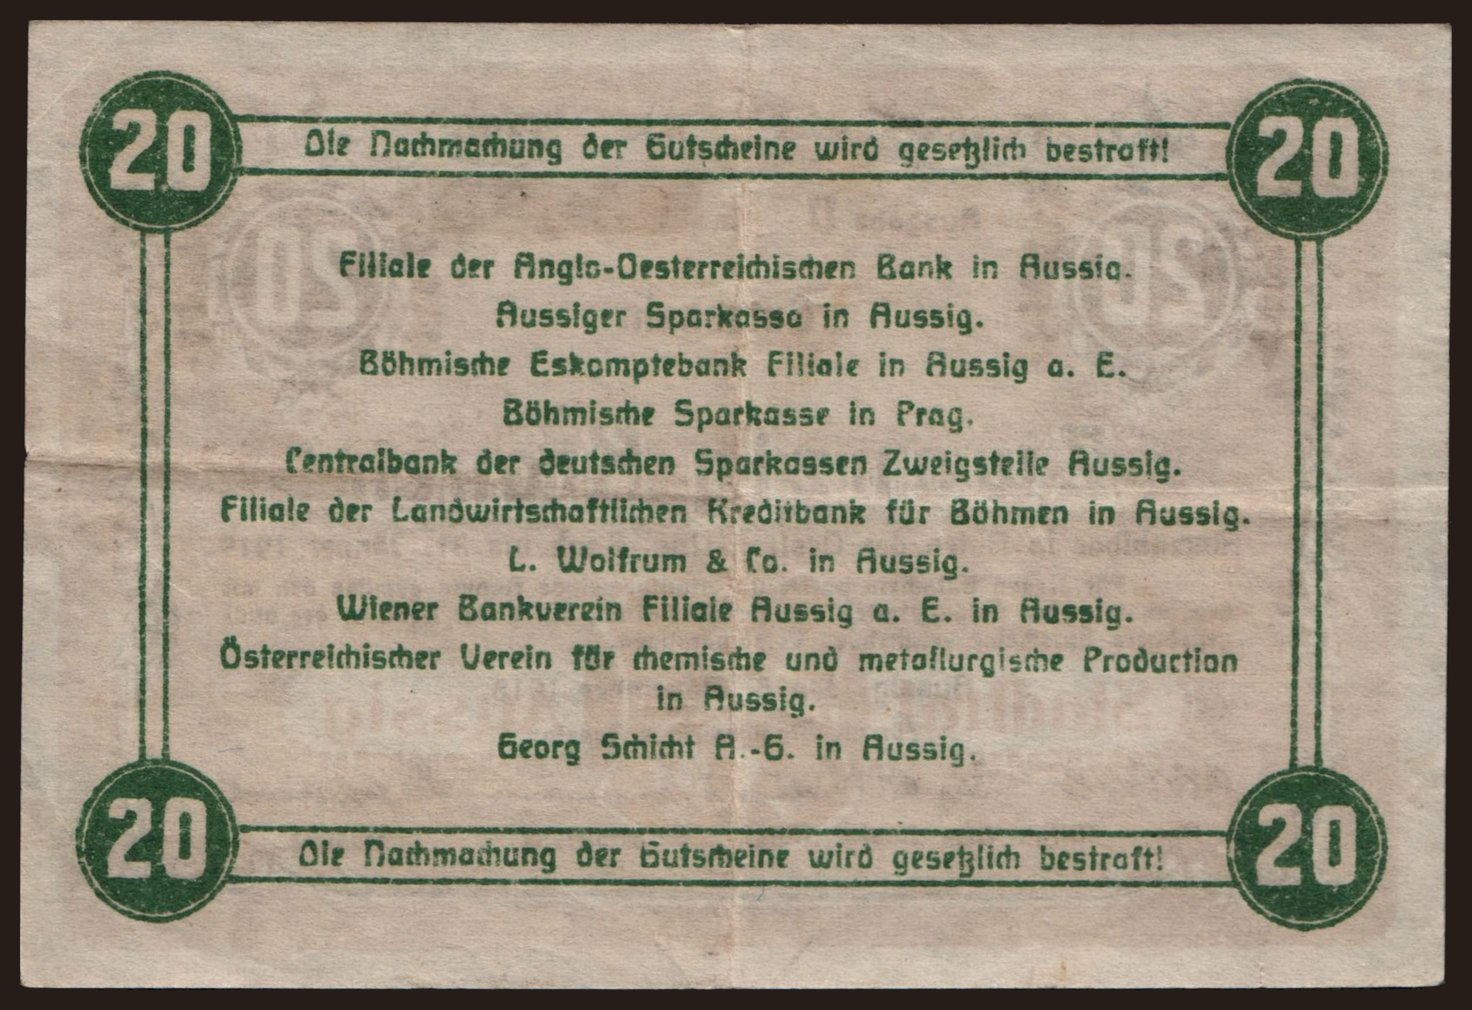 20 Die Nachmachung der Gutscheine wird gesetzlich bestraft! 20
Filiale der Anglo-Oesterreichischen Bank in Aussig.
Aussiger Sparkassa in Aussig.
Böhmische Eskomptebank Filiale in Aussig a. E.
Böhmische Sparkasse in Prag.
Centralbank der deutschen Sparkassen Zweigstelle Aussig.
Filiale der Landwirtschaftlichen Kreditbank für Böhmen in Aussig.
L. Wolfrum & Co. in Aussig.
Wiener Bankverein Filiale Aussig a. E. in Aussig.
Österreichischer Verein für chemische und metallurgische Production
in Aussig.
Georg Schicht A.-G. in Aussig.
20 Die Nachmachung der Gutscheine wird gesetzlich bestraft! 20